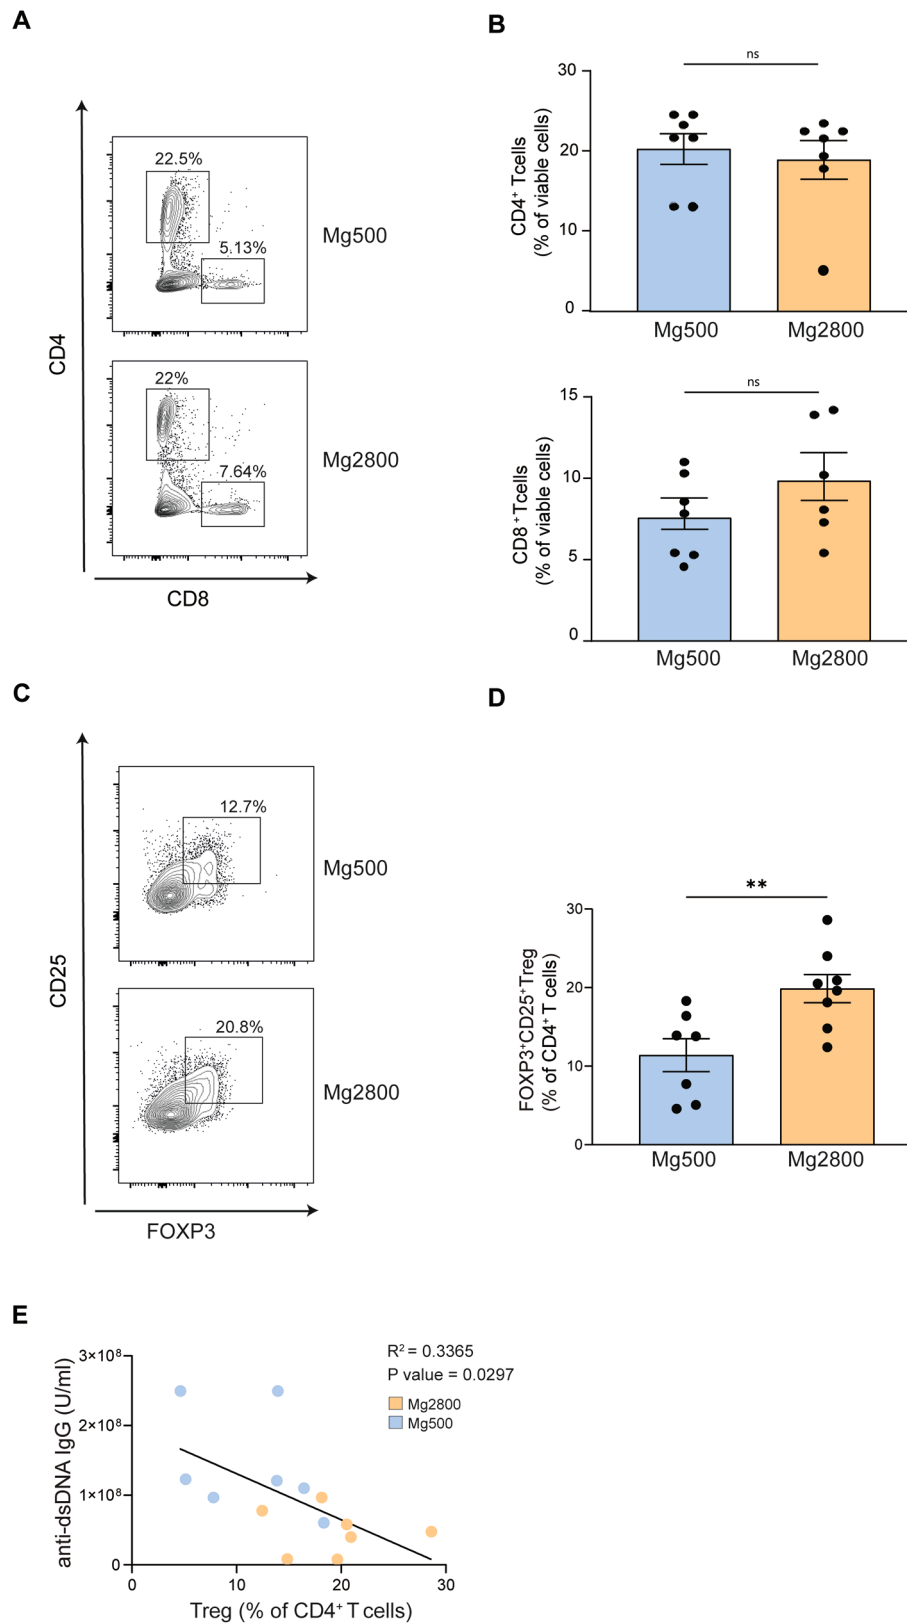 A
22.5%
5.13%
Mg500
22%
7.64%
Mg2800
CD4
CD8
B
ns
30
20
10
0
CD4⁺ Tcells
(% of viable cells)
Mg500
Mg2800
ns
15
10
5
0
CD8⁺Tcells
(% of viable cells)
Mg500
Mg2800
C
12.7%
Mg500
20.8%
Mg2800
CD25
FOXP3
D
**
30
20
10
0
FOXP3⁺CD25⁺Treg
(% of CD4⁺T cells)
Mg500
Mg2800
E
R² = 0.3365
P value = 0.0297
Mg2800
Mg500
3×10⁸
2×10⁸
1×10⁸
0
anti-dsDNA IgG (U/ml)
0 10 20 30
Treg (% of CD4⁺ T cells)